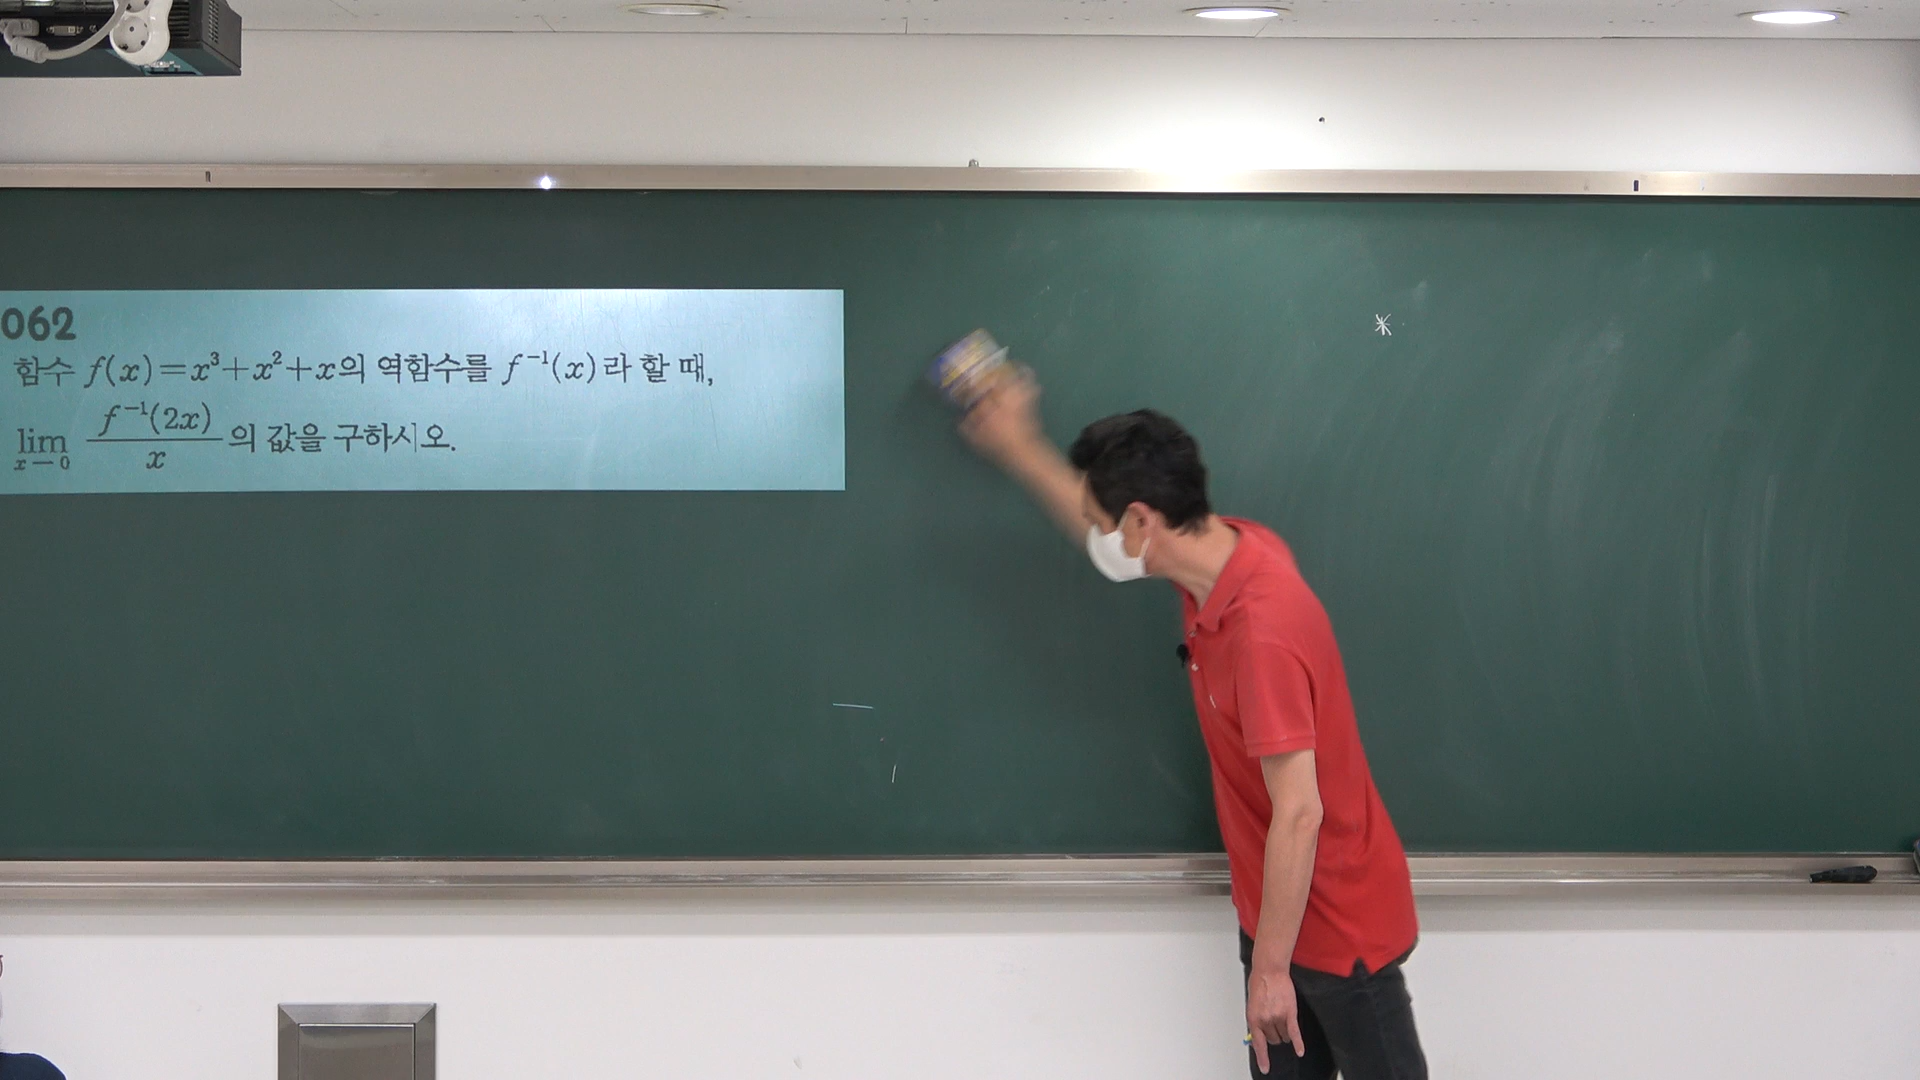 062
함수 f(x)=x³+x²+x의 역함수를 f⁻¹(x)라 할 때,
lim x→0 f⁻¹(2x)/x 의 값을 구하시오.
*